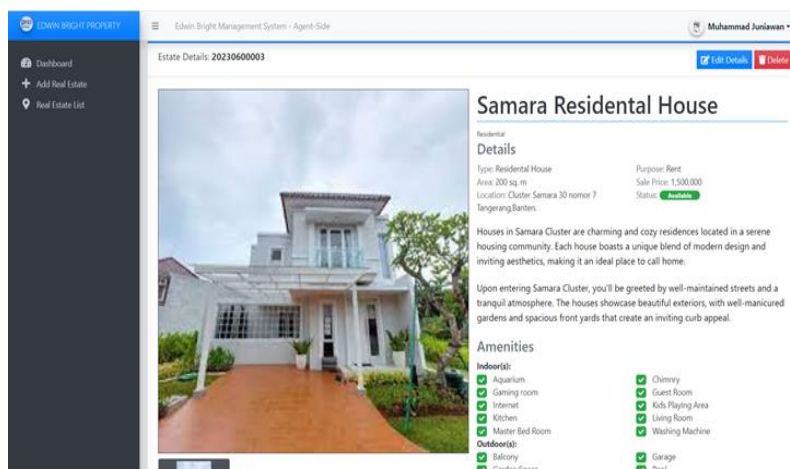 EDWIN BRIGHT PROPERTY
Edwin Bright Management System - Agent-Side
Muhammad Juniawan
Dashboard
Add Real Estate
Real Estate List
Estate Details: 20230600003
Edit Details
Delete
Samara Residental House
Residental
Details
Type: Residental House
Purpose: Rent
Area: 200 sq. m
Sale Price: 1,500,000
Location: Cluster Samara 30 nomor 7
Tangerang,Banten.
Status: Available
Houses in Samara Cluster are charming and cozy residences located in a serene
housing community. Each house boasts a unique blend of modern design and
inviting aesthetics, making it an ideal place to call home.
Upon entering Samara Cluster, you'll be greeted by well-maintained streets and a
tranquil atmosphere. The houses showcase beautiful exteriors, with well-manicured
gardens and spacious front yards that create an inviting curb appeal.
Amenities
Indoor(s):
Aquarium
Chimnry
Gaming room
Guest Room
Internet
Kids Playing Area
Kitchen
Living Room
Master Bed Room
Washing Machine
Outdoor(s):
Balcony
Garage
Garden Space
Pool